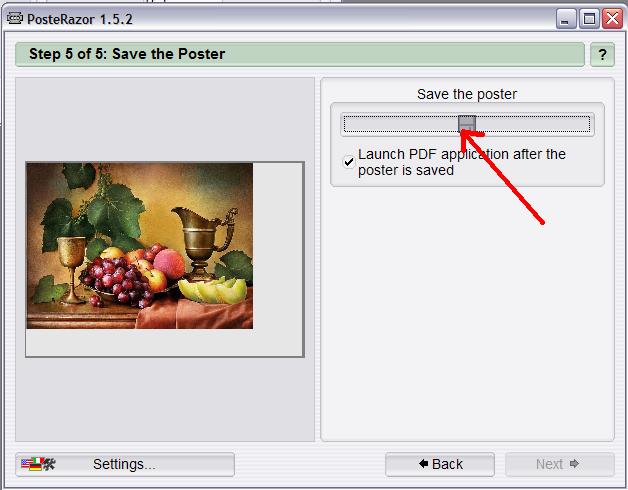 PosteRazor 1.5.2
Step 5 of 5: Save the Poster
?
Save the poster
Launch PDF application after the
poster is saved
Settings...
Back
Next